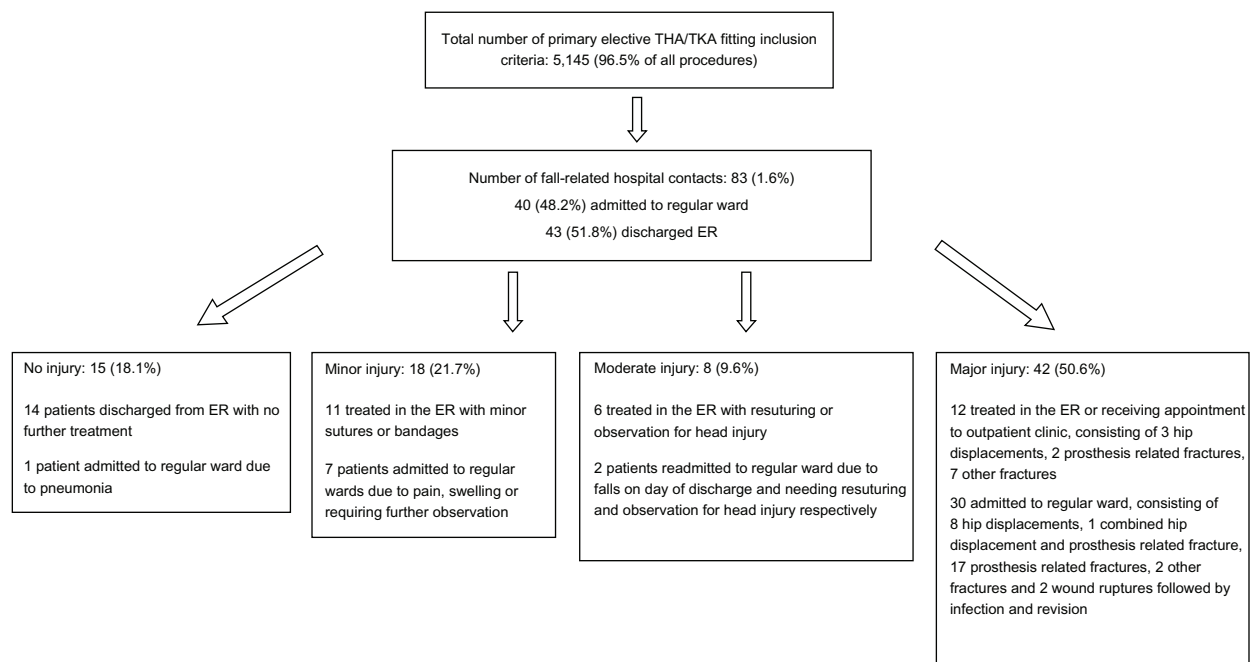 Total number of primary elective THA/TKA fitting inclusion
criteria: 5,145 (96.5% of all procedures)
Number of fall-related hospital contacts: 83 (1.6%)
40 (48.2%) admitted to regular ward
43 (51.8%) discharged ER
No injury: 15 (18.1%)
14 patients discharged from ER with no
further treatment
1 patient admitted to regular ward due
to pneumonia
Minor injury: 18 (21.7%)
11 treated in the ER with minor
sutures or bandages
7 patients admitted to regular
wards due to pain, swelling or
requiring further observation
Moderate injury: 8 (9.6%)
6 treated in the ER with resuturing or
observation for head injury
2 patients readmitted to regular ward due to
falls on day of discharge and needing resuturing
and observation for head injury respectively
Major injury: 42 (50.6%)
12 treated in the ER or receiving appointment
to outpatient clinic, consisting of 3 hip
displacements, 2 prosthesis related fractures,
7 other fractures
30 admitted to regular ward, consisting of
8 hip displacements, 1 combined hip
displacement and prosthesis related fracture,
17 prosthesis related fractures, 2 other
fractures and 2 wound ruptures followed by
infection and revision